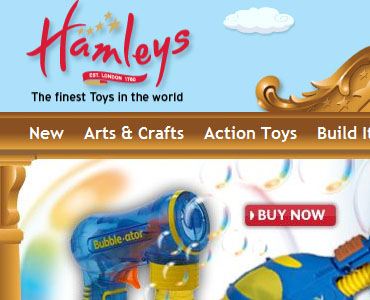 Hamleys
EST. LONDON 1760
The finest Toys in the world
New Arts & Crafts Action Toys Build It
BUY NOW
Bubble-ator